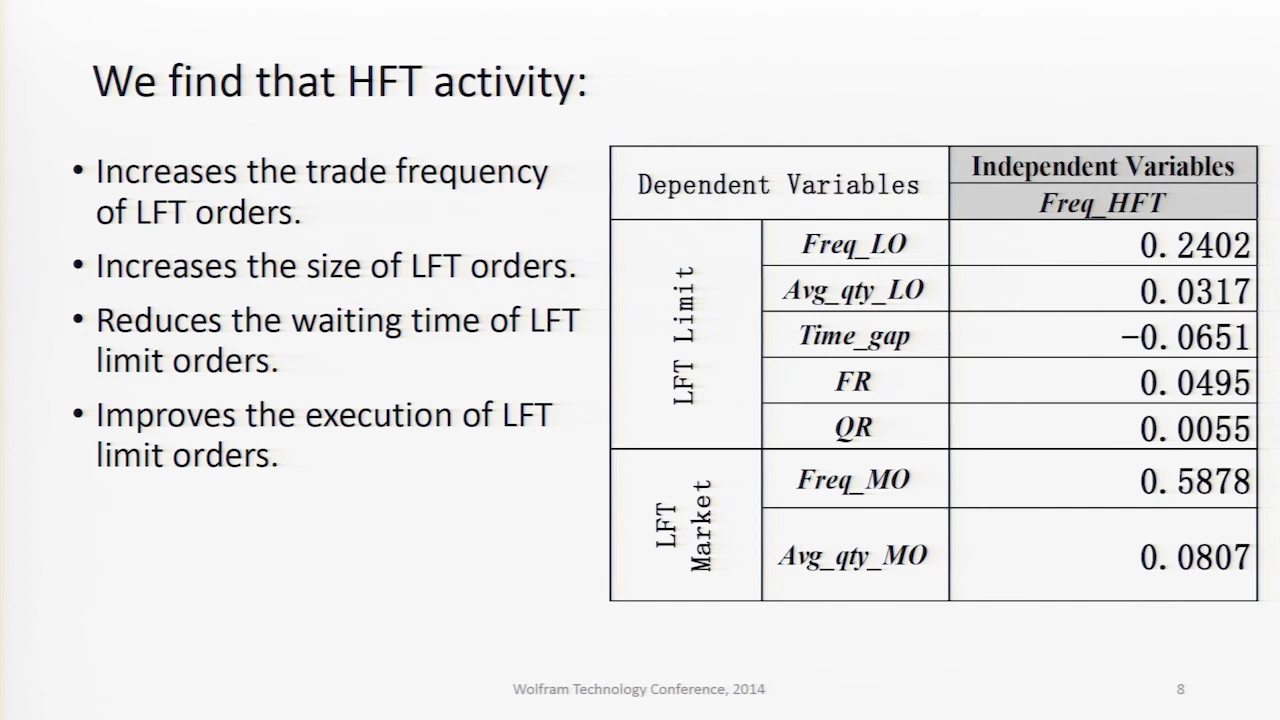 We find that HFT activity:
• Increases the trade frequency
of LFT orders.
• Increases the size of LFT orders.
• Reduces the waiting time of LFT
limit orders.
• Improves the execution of LFT
limit orders.
Dependent Variables
Independent Variables
Freq_HFT
LFT Limit
Freq_LO 0.2402
Avg_qty_LO 0.0317
Time_gap -0.0651
FR 0.0495
QR 0.0055
LFT
Market
Freq_MO 0.5878
Avg_qty_MO 0.0807
Wolfram Technology Conference, 2014
8